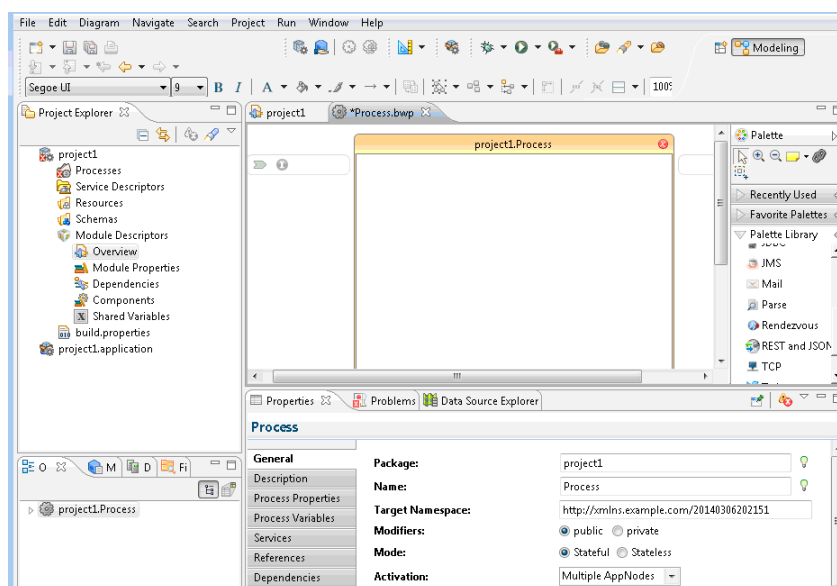 File Edit Diagram Navigate Search Project Run Window Help
Modeling
Segoe UI 9 B I A 100%
Project Explorer
project1
*Process.bwp
project1
Processes
Service Descriptors
Resources
Schemas
Module Descriptors
Overview
Module Properties
Dependencies
Components
X Shared Variables
build.properties
project1.application
project1.Process
Palette
Recently Used
Favorite Palettes
Palette Library
JMS
Mail
Parse
Rendezvous
REST and JSON
TCP
O M D Fi
project1.Process
Properties Problems Data Source Explorer
Process
General
Description
Process Properties
Process Variables
Services
References
Dependencies
Package: project1
Name: Process
Target Namespace: http://xmlns.example.com/20140306202151
Modifiers: public private
Mode: Stateful Stateless
Activation: Multiple AppNodes